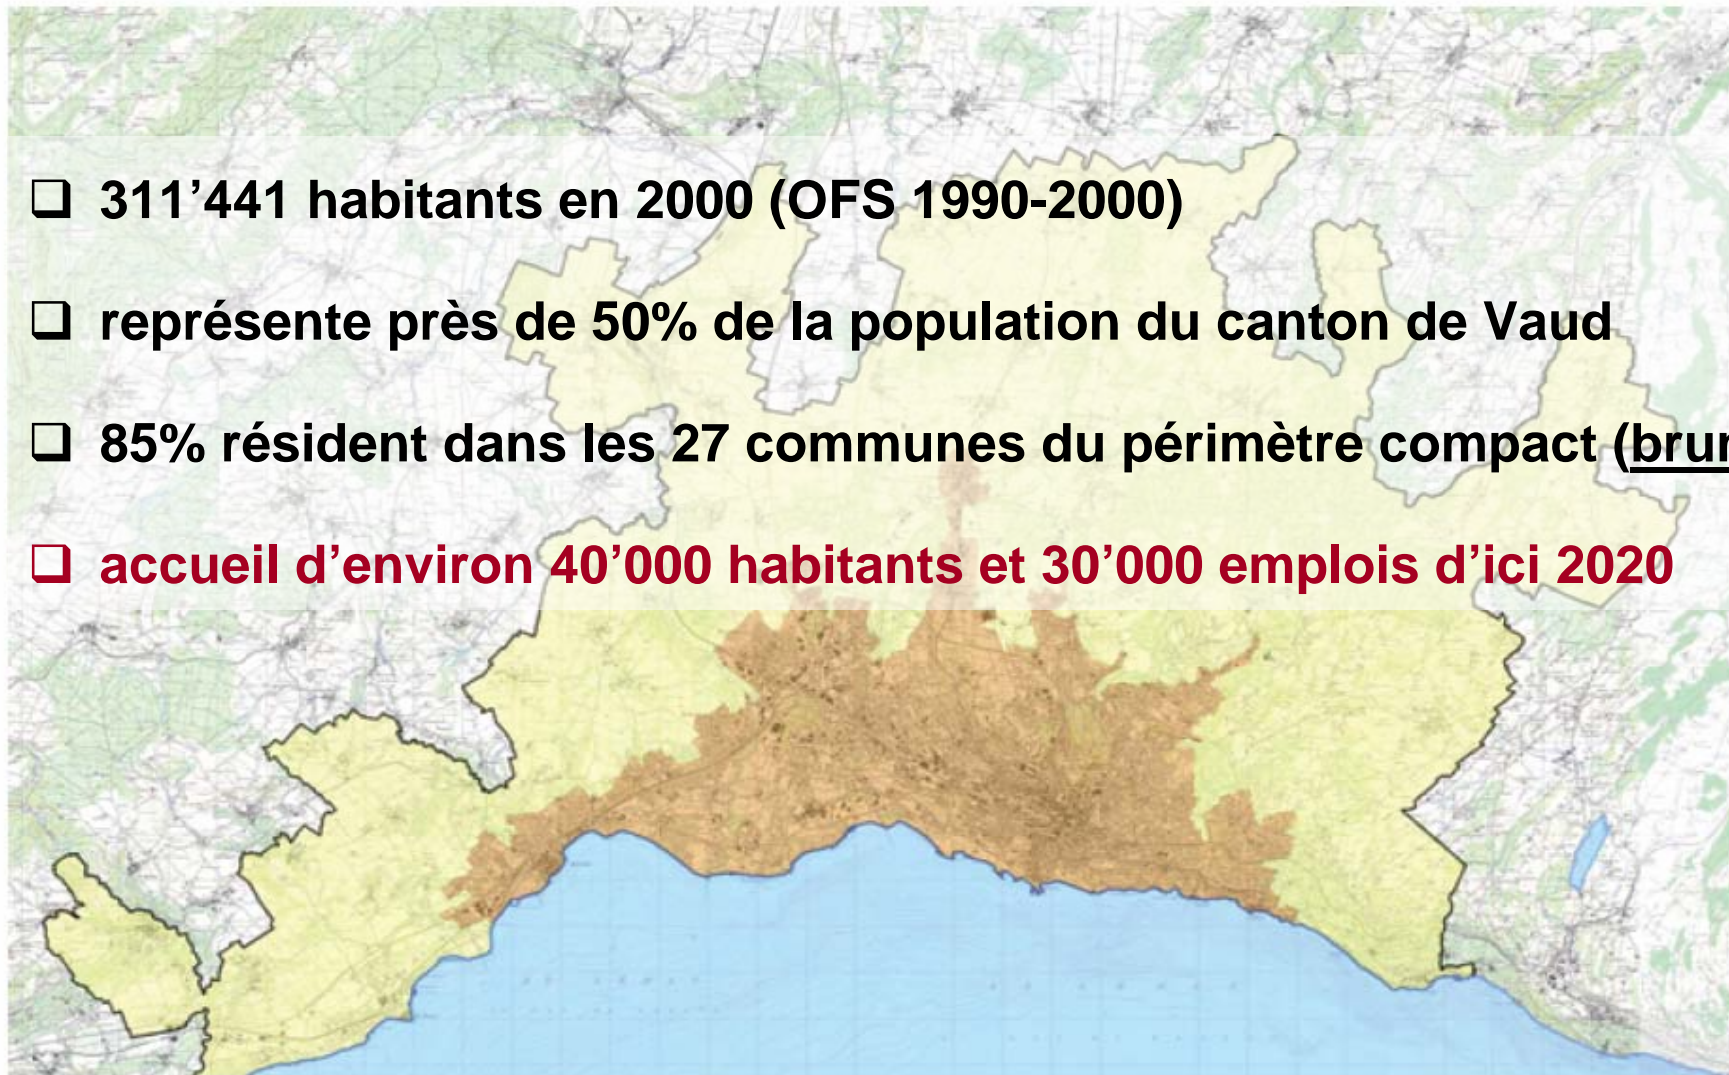 ❑ 311’441 habitants en 2000 (OFS 1990-2000)
❑ représente près de 50% de la population du canton de Vaud
❑ 85% résident dans les 27 communes du périmètre compact (
❑ accueil d’environ 40’000 habitants et 30’000 emplois d’ici 2020